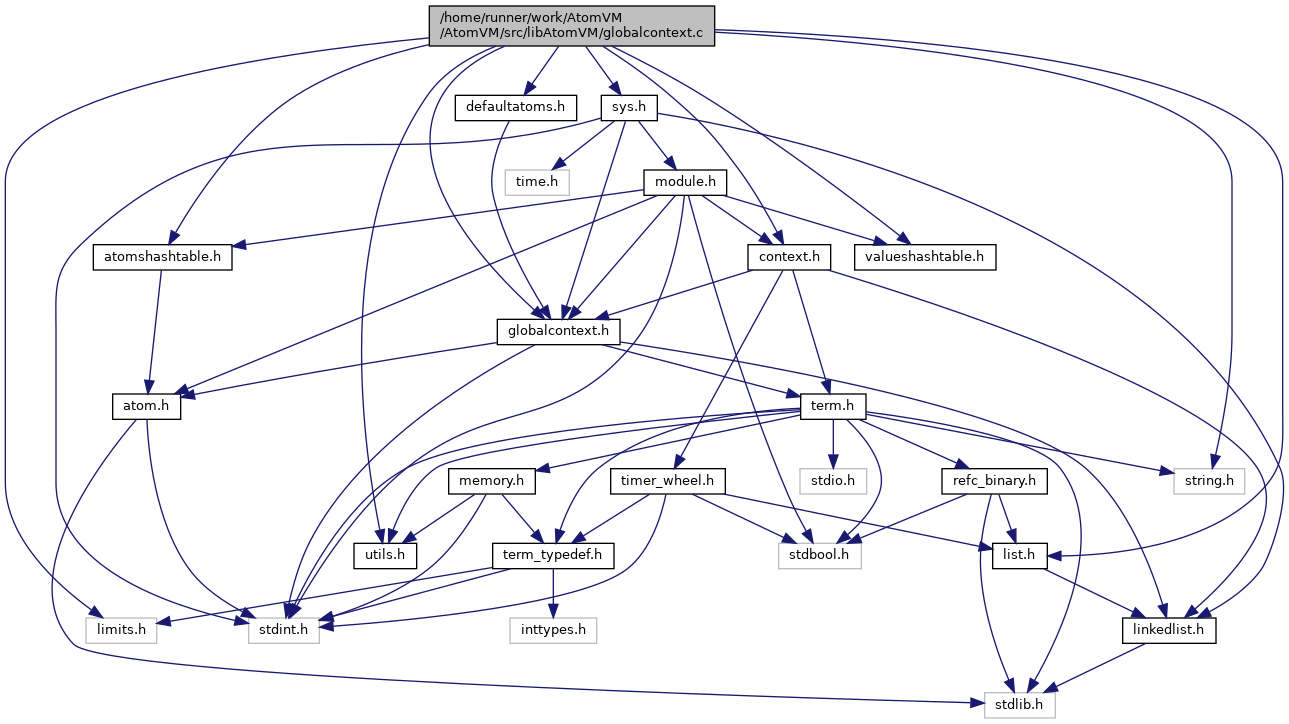 /home/runner/work/AtomVM
/AtomVM/src/libAtomVM/globalcontext.c
defaultatoms.h
sys.h
time.h
module.h
atomshashtable.h
context.h
valueshashtable.h
globalcontext.h
atom.h
term.h
memory.h
timer_wheel.h
stdio.h
refc_binary.h
string.h
utils.h
term_typedef.h
stdbool.h
list.h
limits.h
stdint.h
inttypes.h
linkedlist.h
stdlib.h